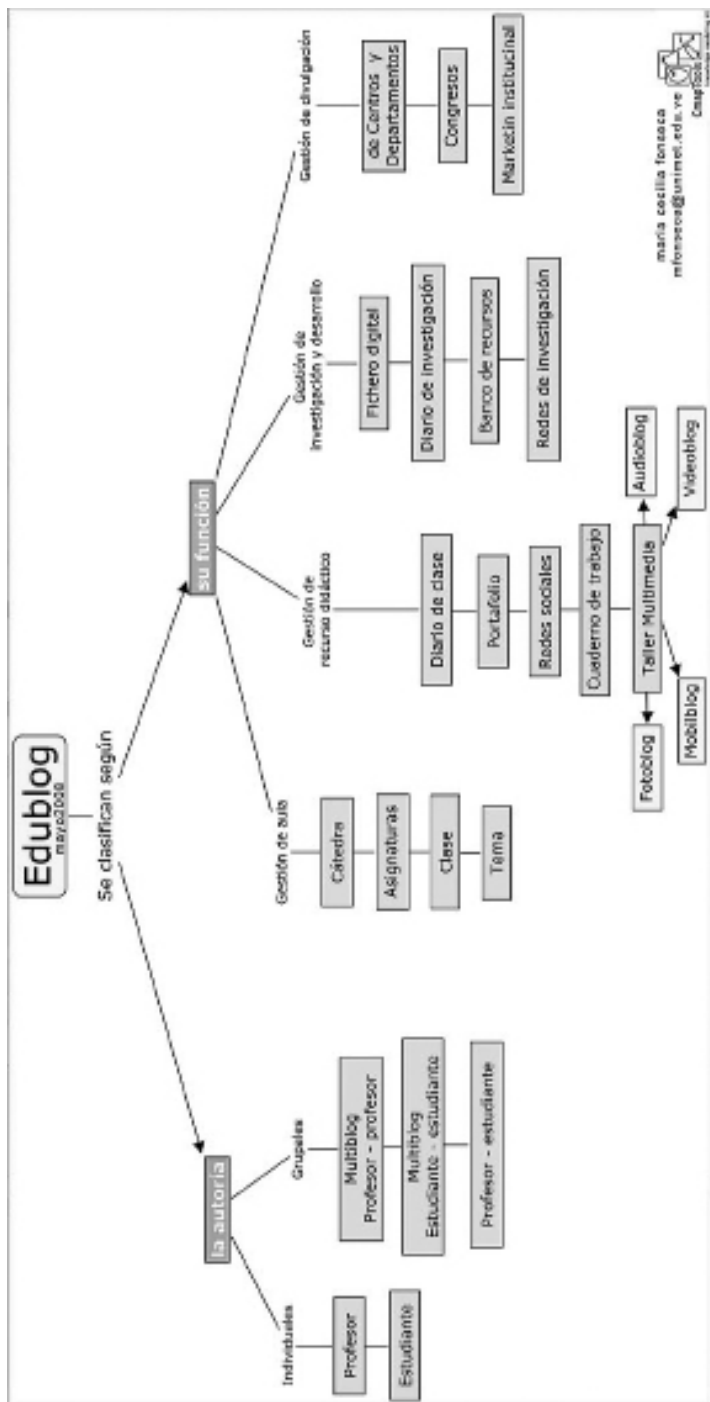 Edublog
mayo2008
Se clasifican según
la autoría
su función
Individuales
Profesor
Estudiante
Grupales
Multiblog
Profesor - profesor
Multiblog
Estudiante - estudiante
Profesor - estudiante
Gestión de aula
Cátedra
Asignaturas
Clase
Tema
Gestión de
recurso didáctico
Diario de clase
Portafolio
Redes sociales
Cuaderno de trabajo
Taller Multimedia
Fotoblog
Mobilblog
Audioblog
Videoblog
Gestión de
investigación y desarrollo
Fichero digital
Diario de investigación
Banco de recursos
Redes de investigación
Gestión de divulgación
de Centros y
Departamentos
Congresos
Marketin institucinal
maria cecilia fonseca
mfonseca@unimet.edu.ve
CmapTools